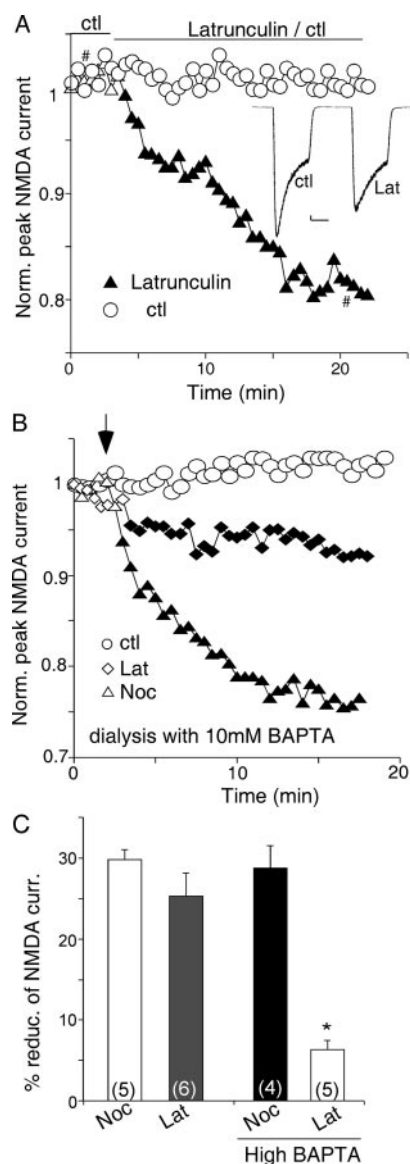 A
ctl
Latrunculin / ctl
#
1
0.9
0.8
Norm. peak NMDA current
ctl
Lat
▲ Latrunculin
○ ctl
#
0
10
20
Time (min)
B
1
0.9
0.8
0.7
Norm. peak NMDA current
○ ctl
◇ Lat
△ Noc
dialysis with 10mM BAPTA
0
10
20
Time (min)
C
30
20
10
0
% reduc. of NMDA curr.
*
(5)
(6)
(4)
(5)
Noc
Lat
Noc
Lat
High BAPTA